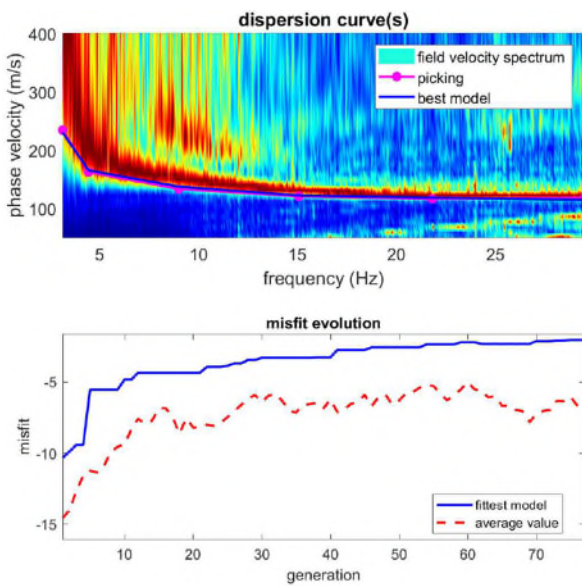 dispersion curve(s)
400
300
200
100
phase velocity (m/s)
field velocity spectrum
picking
best model
5 10 15 20 25
frequency (Hz)
misfit evolution
-5
-10
-15
misfit
fittest model
average value
10 20 30 40 50 60 70
generation